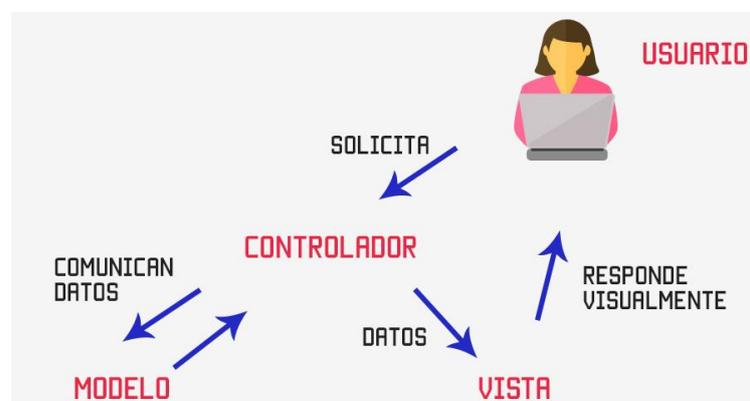 USUARIO
SOLICITA
CONTROLADOR
COMUNICAN
DATOS
RESPONDE
VISUALMENTE
DATOS
MODELO
VISTA